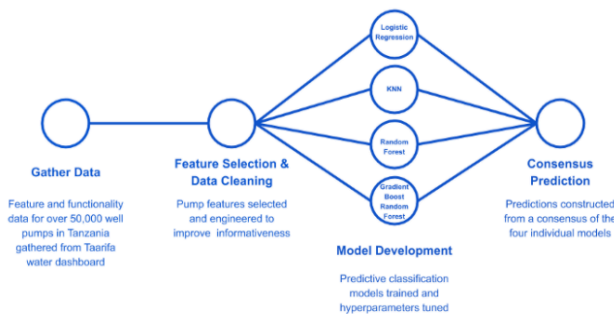 Logistic
Regression
KNN
Random
Forest
Gradient
Boost
Random
Forest
Gather Data
Feature and functionality
data for over 50,000 well
pumps in Tanzania
gathered from Taarifa
water dashboard
Feature Selection &
Data Cleaning
Pump features selected
and engineered to
improve informativeness
Model Development
Predictive classification
models trained and
hyperparameters tuned
Consensus
Prediction
Predictions constructed
from a consensus of the
four individual models